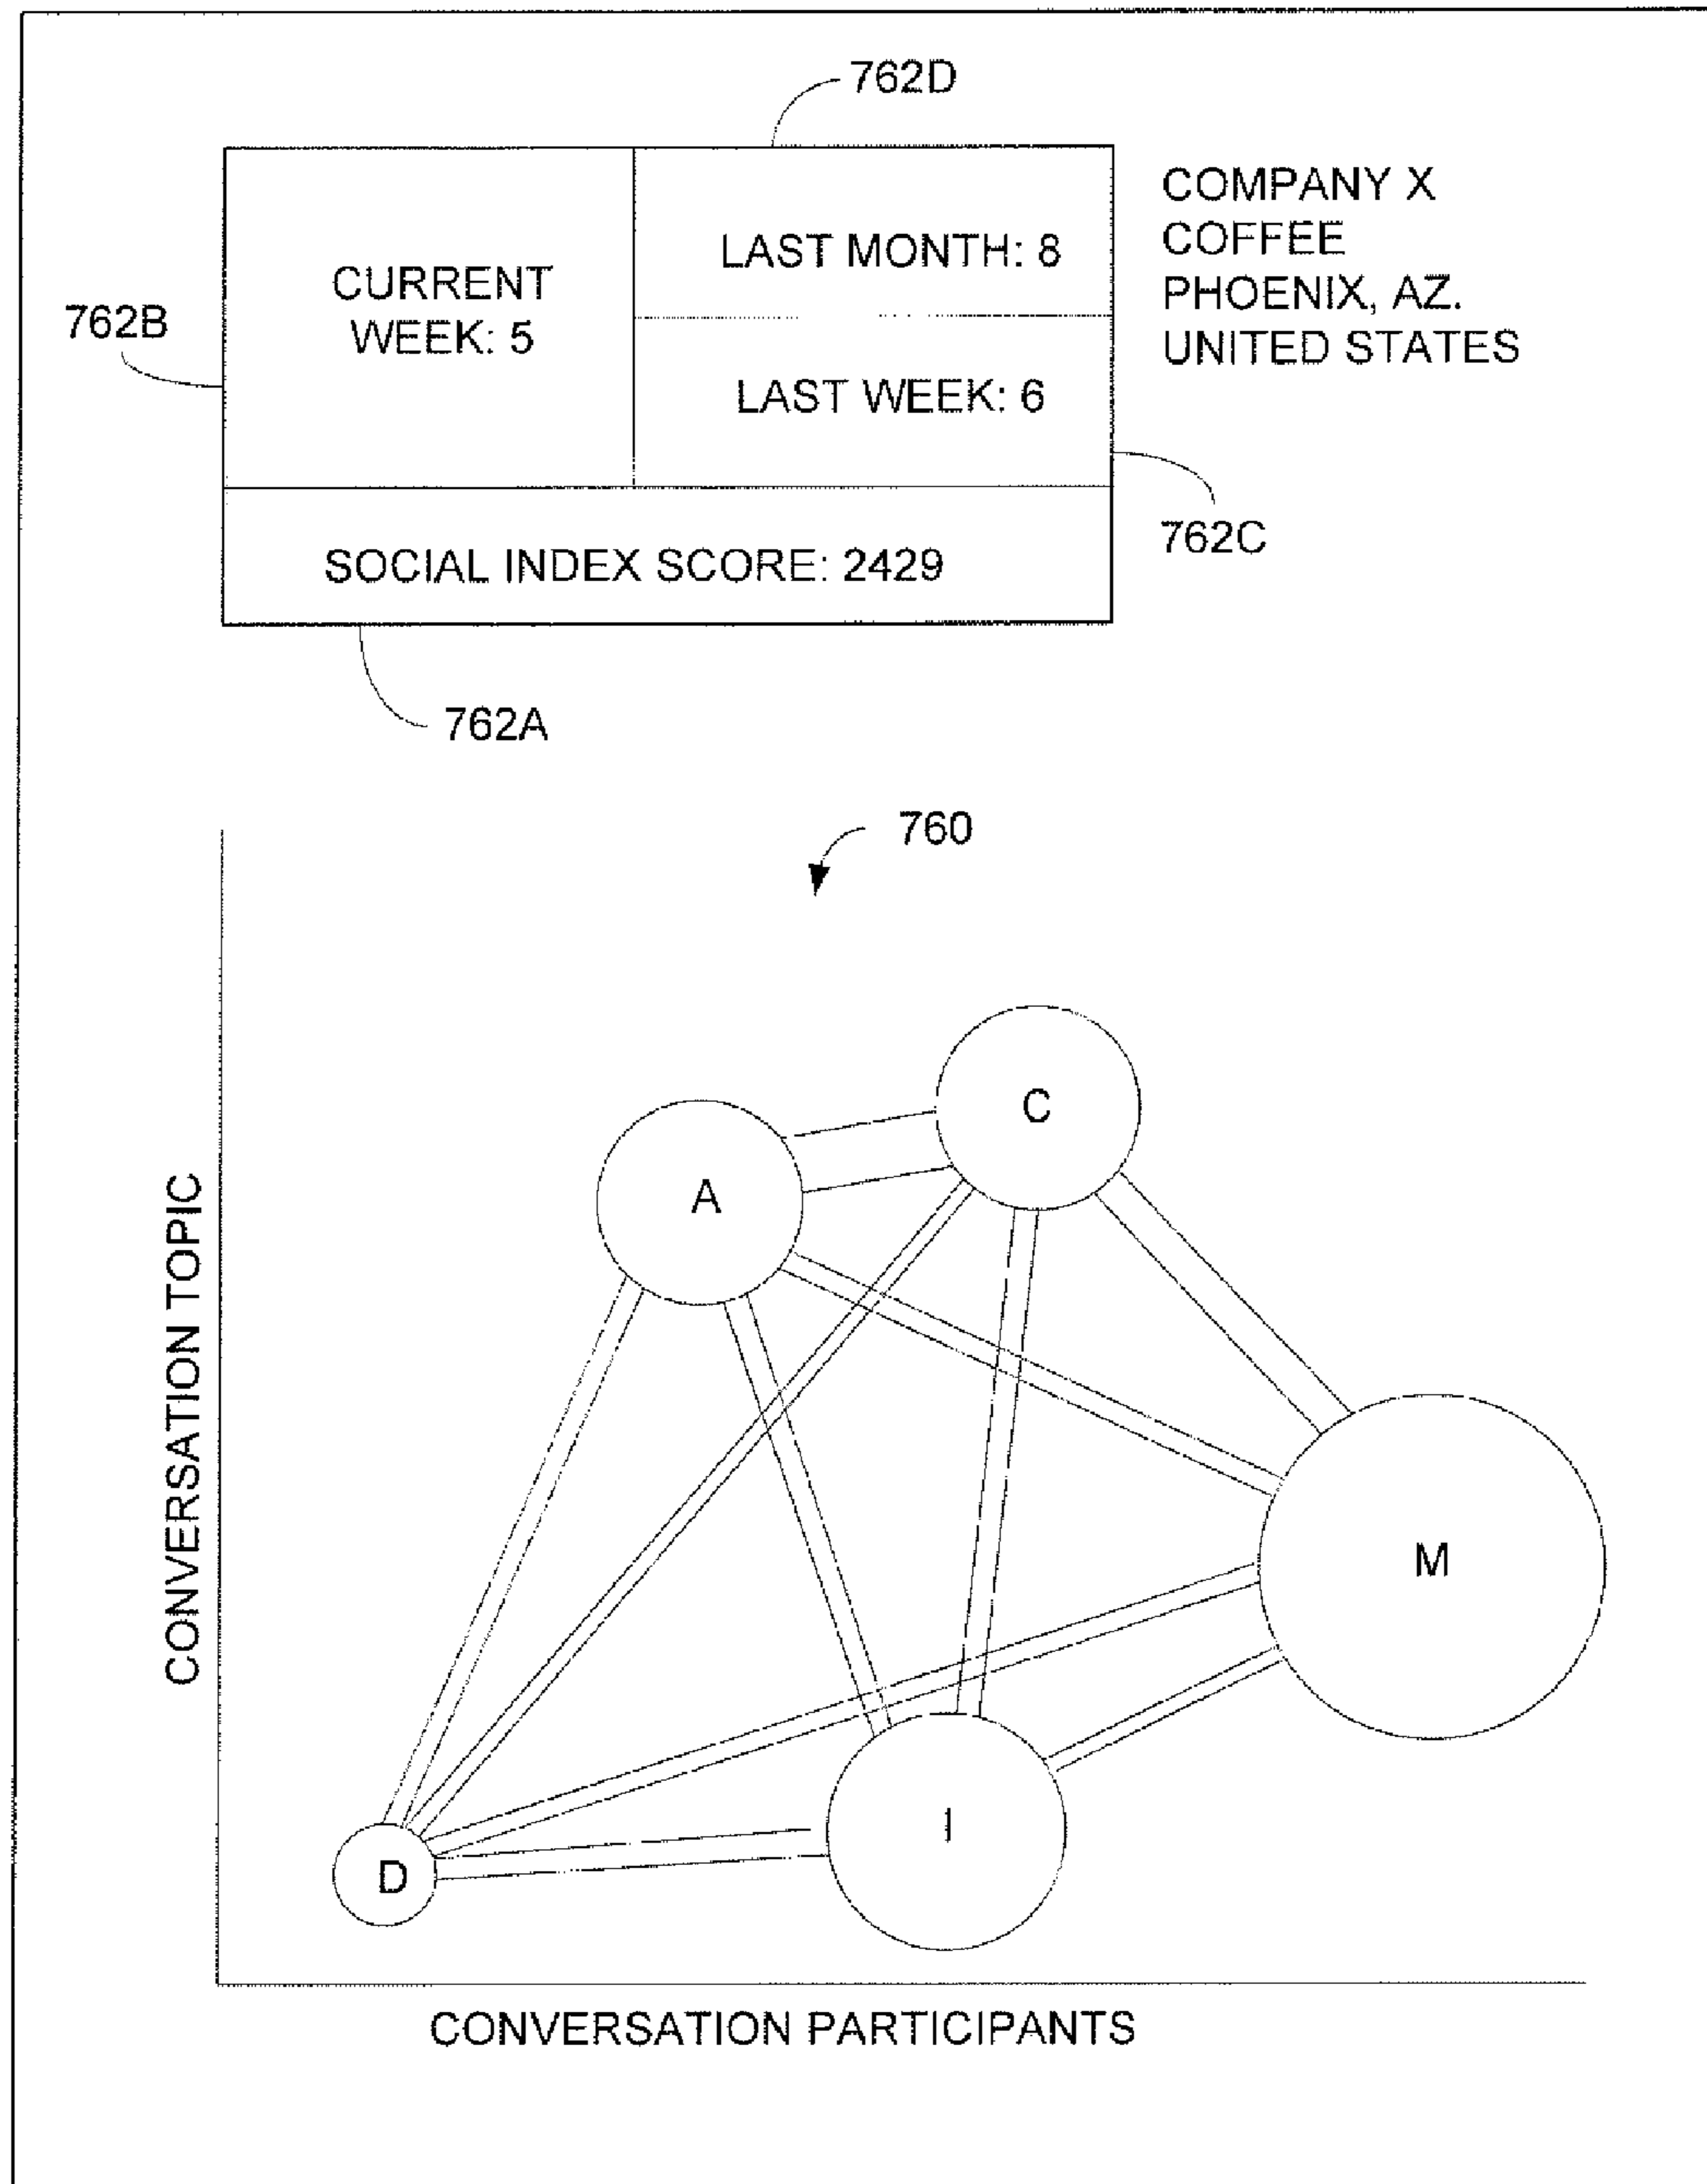 762D
COMPANY X
COFFEE
PHOENIX, AZ.
UNITED STATES
LAST MONTH: 8
CURRENT
WEEK: 5
762B
LAST WEEK: 6
762C
SOCIAL INDEX SCORE: 2429
762A
760
C
A
CONVERSATION TOPIC
M
I
D
CONVERSATION PARTICIPANTS